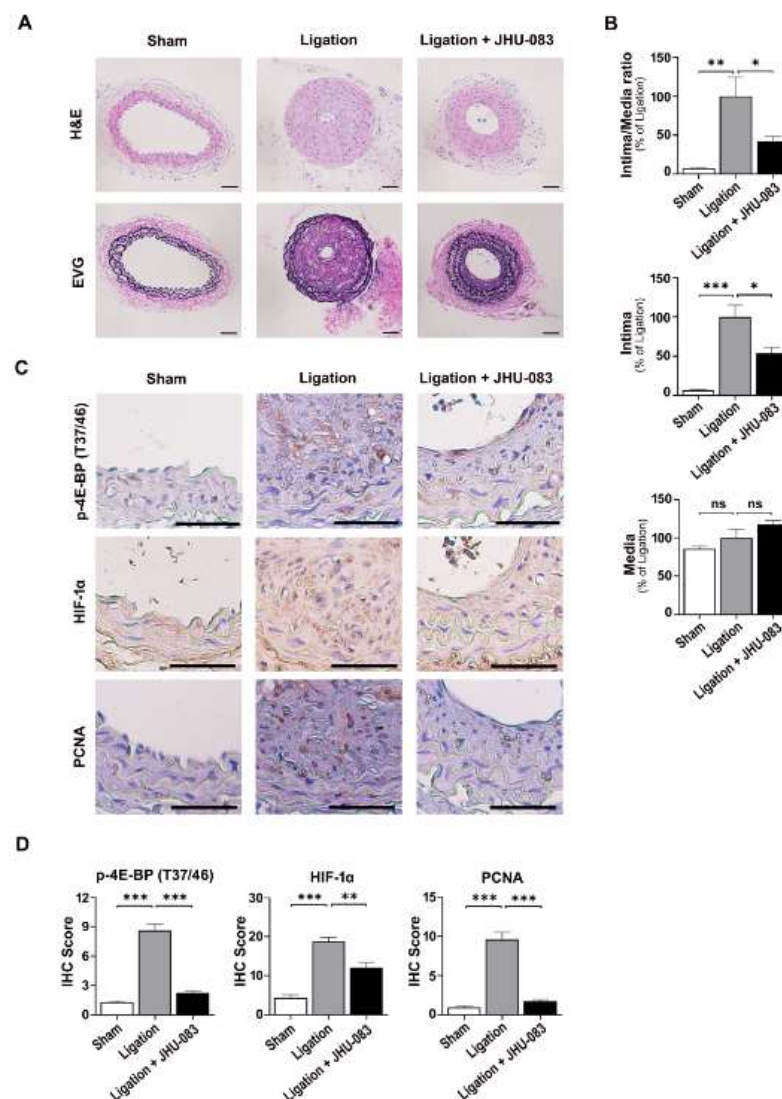 A
Sham
Ligation
Ligation + JHU-083
H&E
EVG
B
Intima/Media ratio
(% of Ligation)
150
100
50
0
**
*
Sham
Ligation
Ligation + JHU-083
Intima
(% of Ligation)
150
100
50
0
***
*
Sham
Ligation
Ligation + JHU-083
Media
(% of Ligation)
150
100
50
0
ns
ns
Sham
Ligation
Ligation + JHU-083
C
Sham
Ligation
Ligation + JHU-083
p-4E-BP (T37/46)
HIF-1α
PCNA
D
p-4E-BP (T37/46)
IHC Score
12
9
6
3
0
***
***
Sham
Ligation
Ligation + JHU-083
HIF-1α
IHC Score
30
20
10
0
***
**
Sham
Ligation
Ligation + JHU-083
PCNA
IHC Score
15
10
5
0
***
***
Sham
Ligation
Ligation + JHU-083